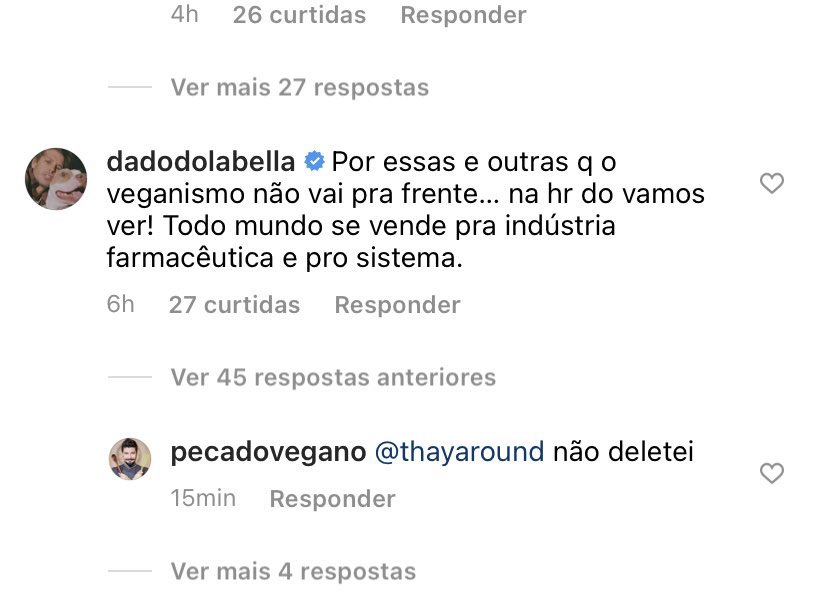 4h 26 curtidas Responder
Ver mais 27 respostas
dadodolabella Por essas e outras q o
veganismo não vai pra frente... na hr do vamos
ver! Todo mundo se vende pra indústria
farmacêutica e pro sistema.
6h 27 curtidas Responder
Ver 45 respostas anteriores
pecadovegano @thayaround não deletei
15min Responder
Ver mais 4 respostas